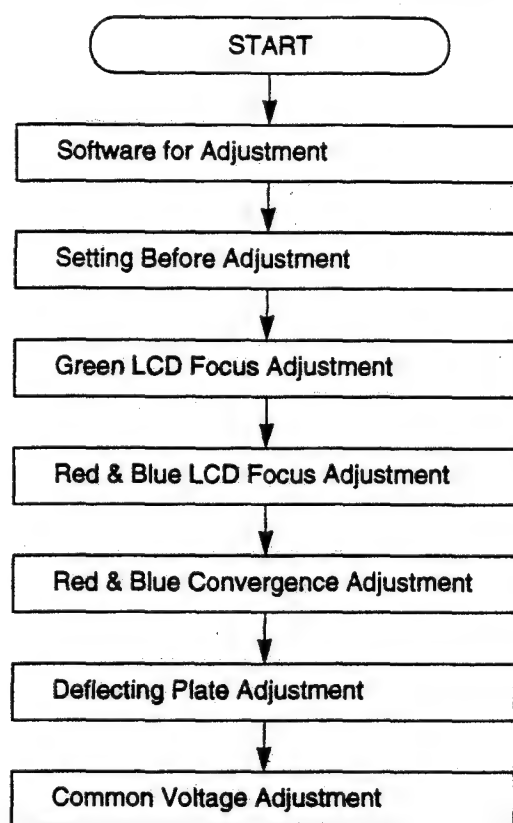 START
Software for Adjustment
Setting Before Adjustment
Green LCD Focus Adjustment
Red & Blue LCD Focus Adjustment
Red & Blue Convergence Adjustment
Deflecting Plate Adjustment
Common Voltage Adjustment